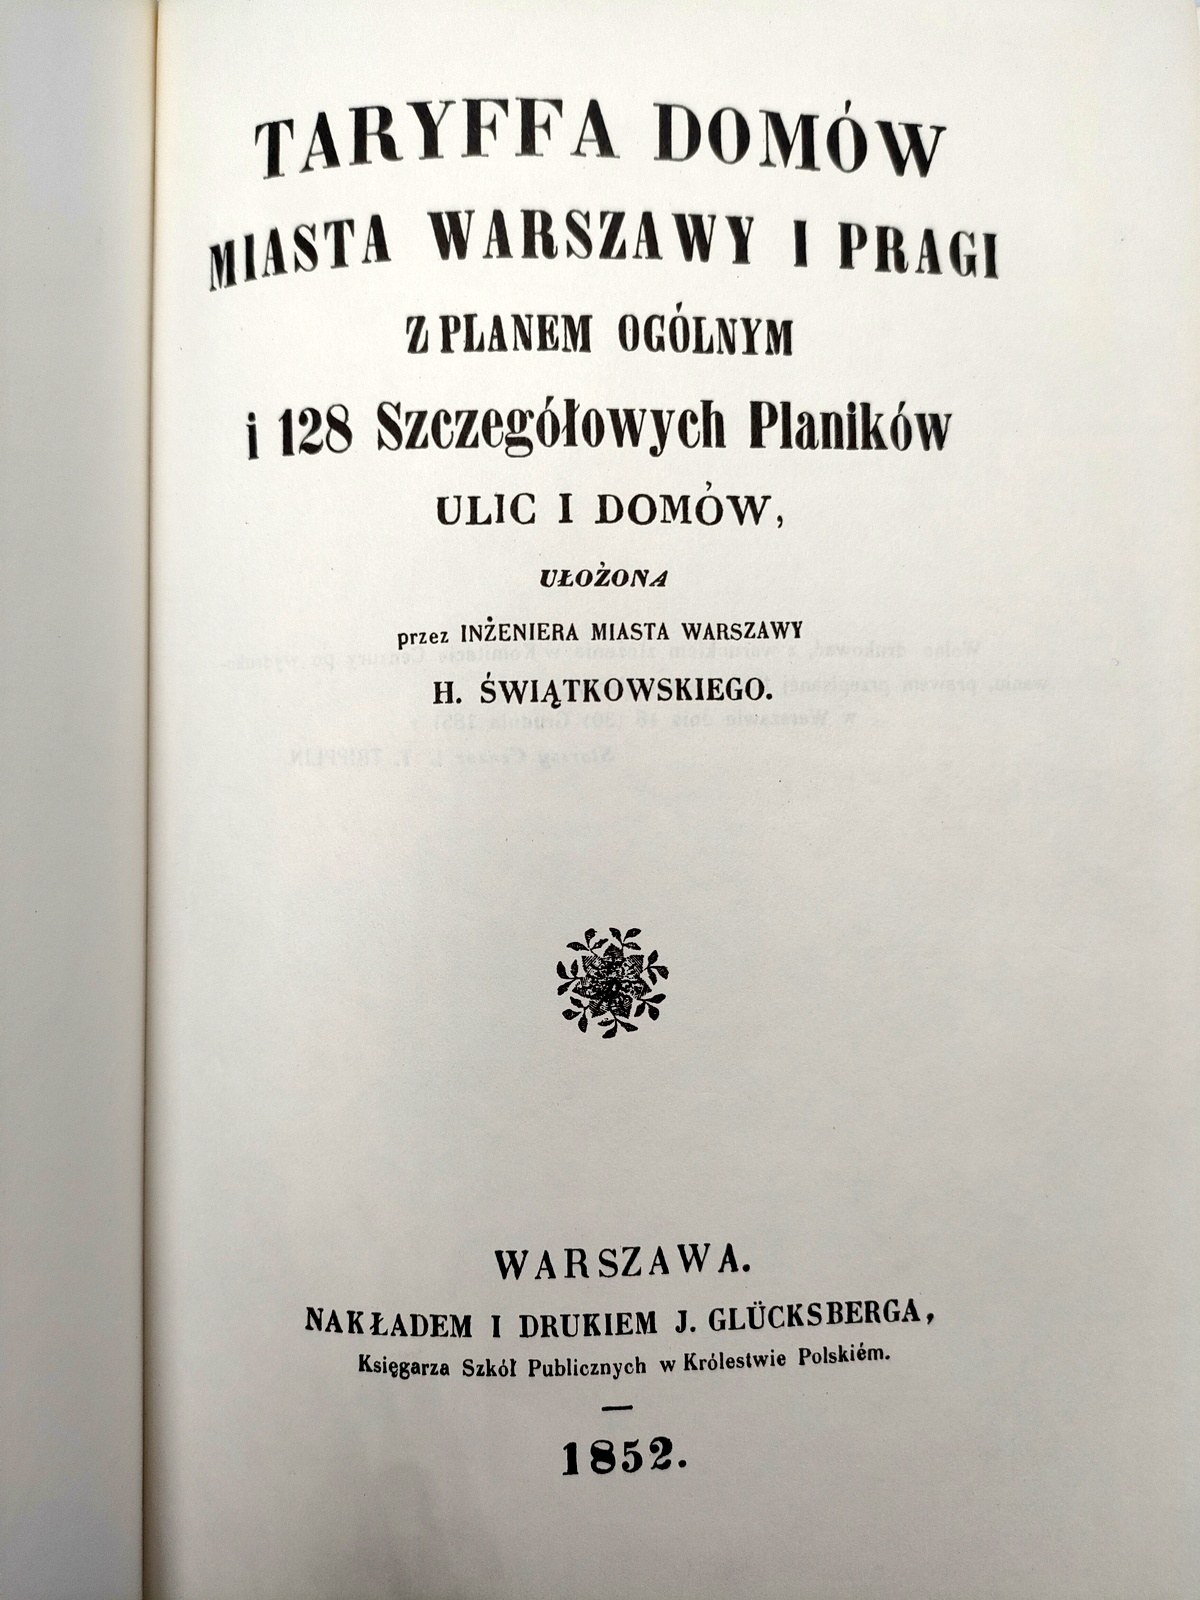 TARYFFA DOMÓW
MIASTA WARSZAWY I PRAGI
Z PLANEM OGÓLNYM
i 128 Szczegółowych Planików
ULIC I DOMÓW,
UŁOŻONA
przez INŻENIERA MIASTA WARSZAWY
H. ŚWIĄTKOWSKIEGO.
WARSZAWA.
NAKŁADEM I DRUKIEM J. GLÜCKSBERGA,
Księgarza Szkół Publicznych w Królestwie Polskiém.
1852.